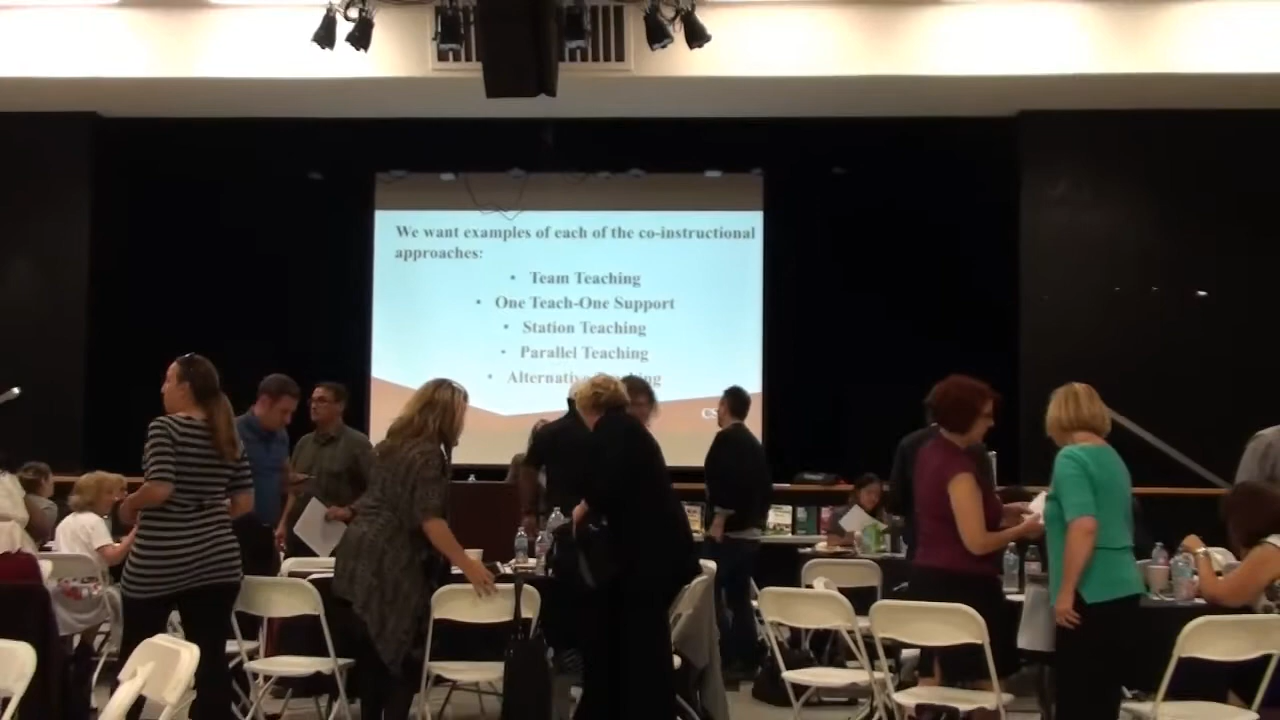 We want examples of each of the co-instructional
approaches:
• Team Teaching
• One Teach-One Support
• Station Teaching
• Parallel Teaching
• Alternative